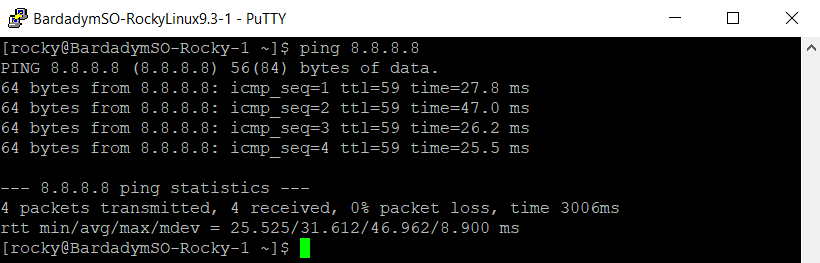 BardadymSO-RockyLinux9.3-1 - PuTTY
[rocky@BardadymSO-Rocky-1 ~]$ ping 8.8.8.8
PING 8.8.8.8 (8.8.8.8) 56(84) bytes of data.
64 bytes from 8.8.8.8: icmp_seq=1 ttl=59 time=27.8 ms
64 bytes from 8.8.8.8: icmp_seq=2 ttl=59 time=47.0 ms
64 bytes from 8.8.8.8: icmp_seq=3 ttl=59 time=26.2 ms
64 bytes from 8.8.8.8: icmp_seq=4 ttl=59 time=25.5 ms
--- 8.8.8.8 ping statistics ---
4 packets transmitted, 4 received, 0% packet loss, time 3006ms
rtt min/avg/max/mdev = 25.525/31.612/46.962/8.900 ms
[rocky@BardadymSO-Rocky-1 ~]$